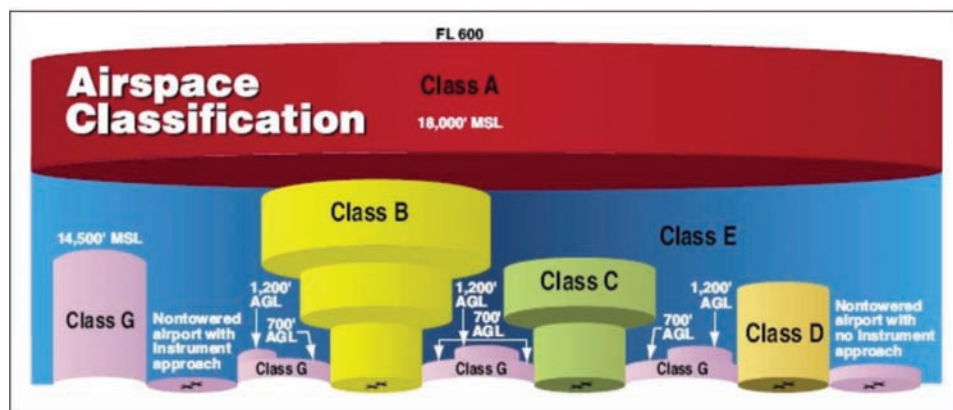 FL 600
Airspace
Classification
Class A
18,000' MSL
Class B
Class E
14,500' MSL
Class C
1,200'
AGL
1,200'
AGL
1,200'
AGL
700'
AGL
700'
AGL
700'
AGL
Class G
Nontowered
airport with
Instrument
approach
Class G
Class G
Class G
Class D
Nontowered
airport with
no Instrument
approach